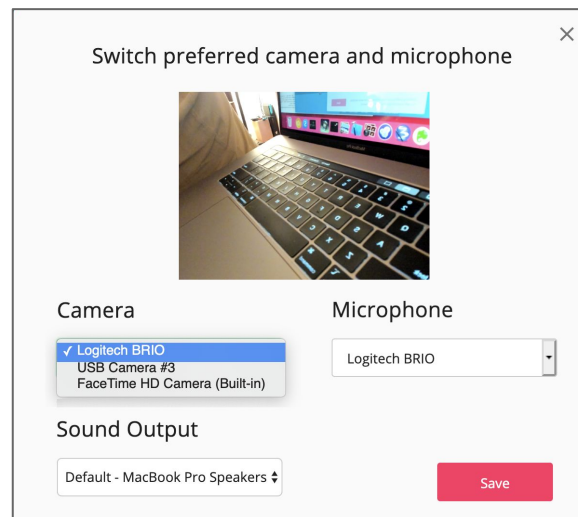 Switch preferred camera and microphone
Camera
Microphone
✓ Logitech BRIO
USB Camera #3
FaceTime HD Camera (Built-in)
Logitech BRIO
Sound Output
Default - MacBook Pro Speakers
Save